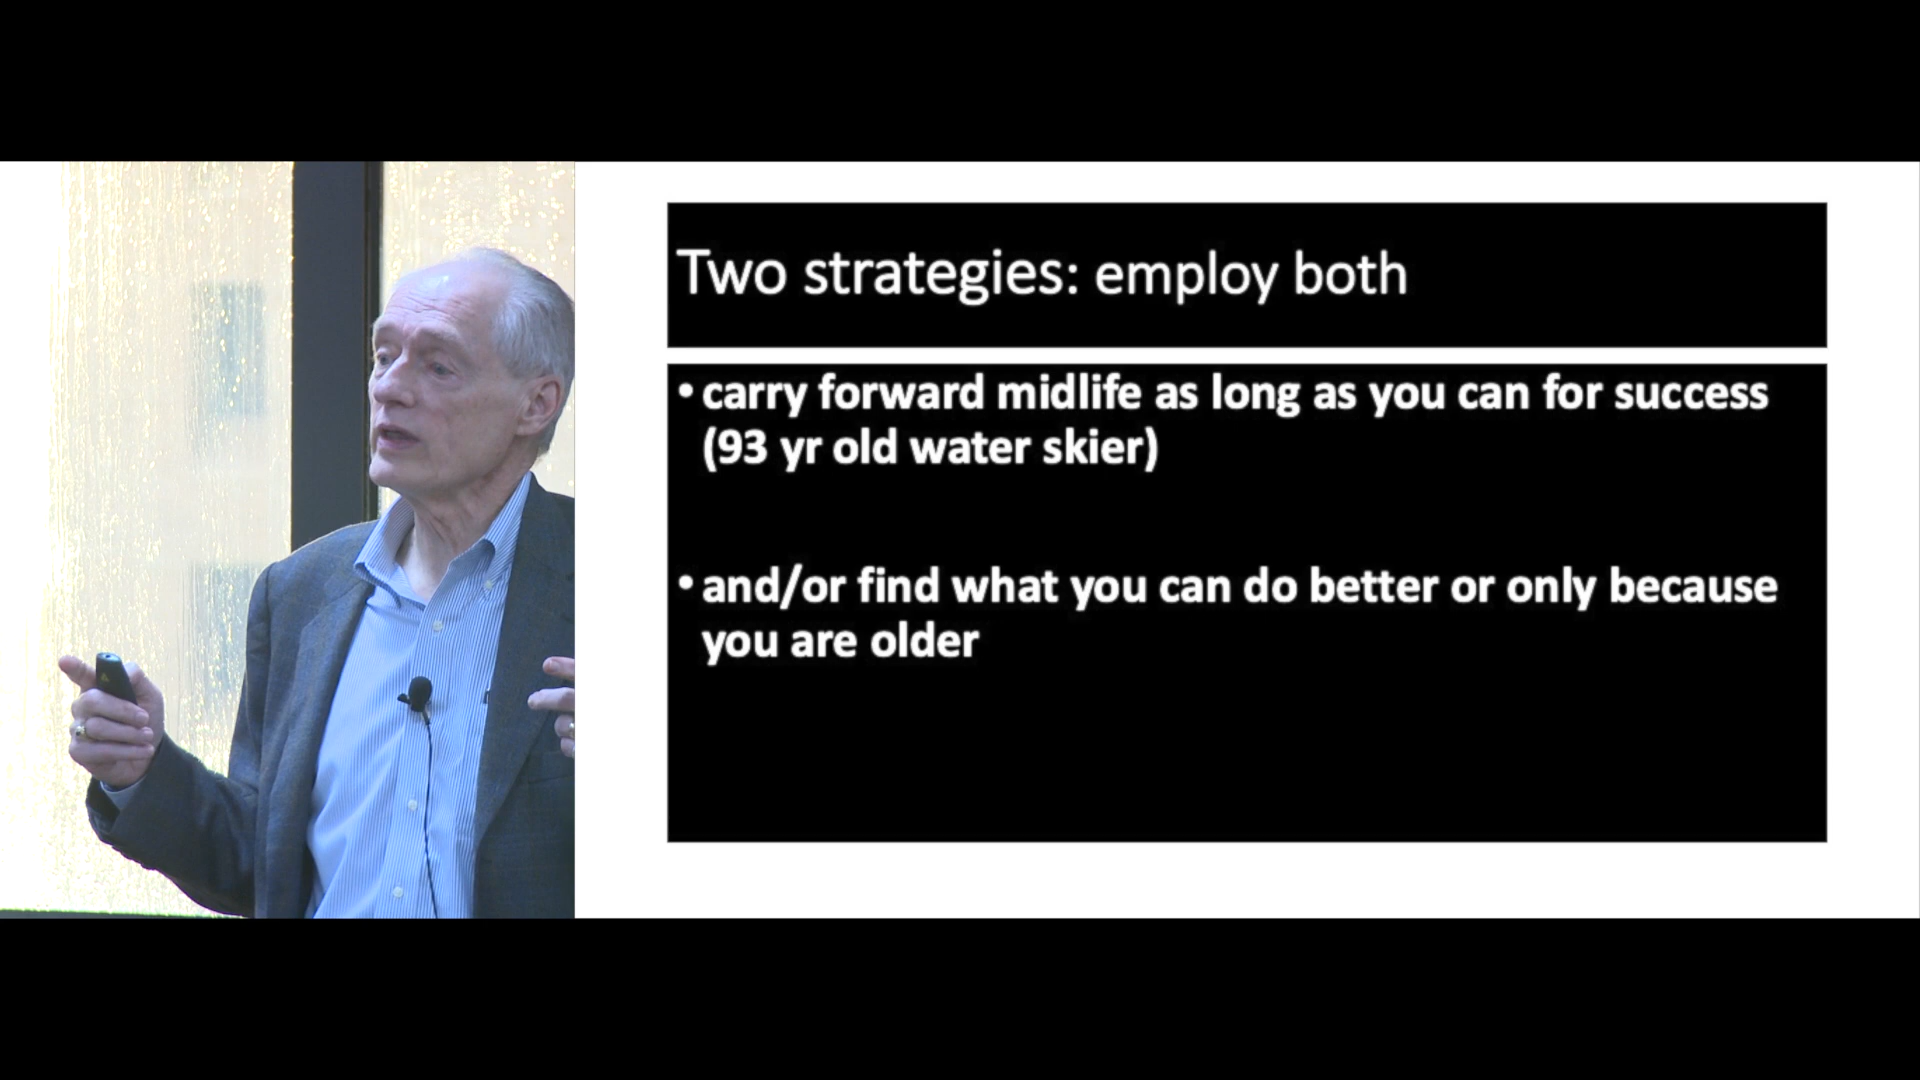 Two strategies: employ both
• carry forward midlife as long as you can for success
(93 yr old water skier)
• and/or find what you can do better or only because
you are older